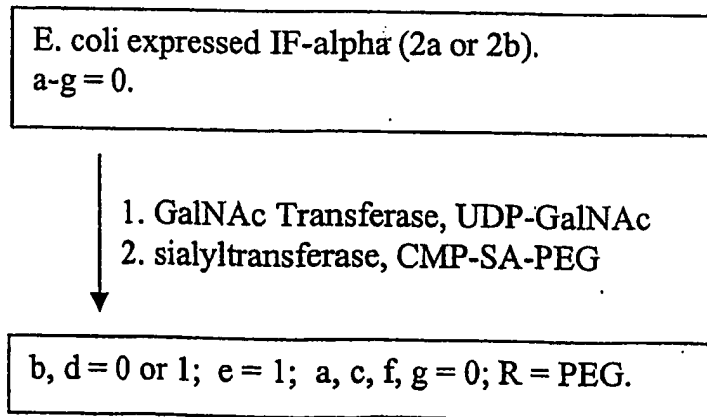 E. coli expressed IF-alpha (2a or 2b).
a-g = 0.
1. GalNAc Transferase, UDP-GalNAc
2. sialyltransferase, CMP-SA-PEG
b, d = 0 or 1; e = 1; a, c, f, g = 0; R = PEG.